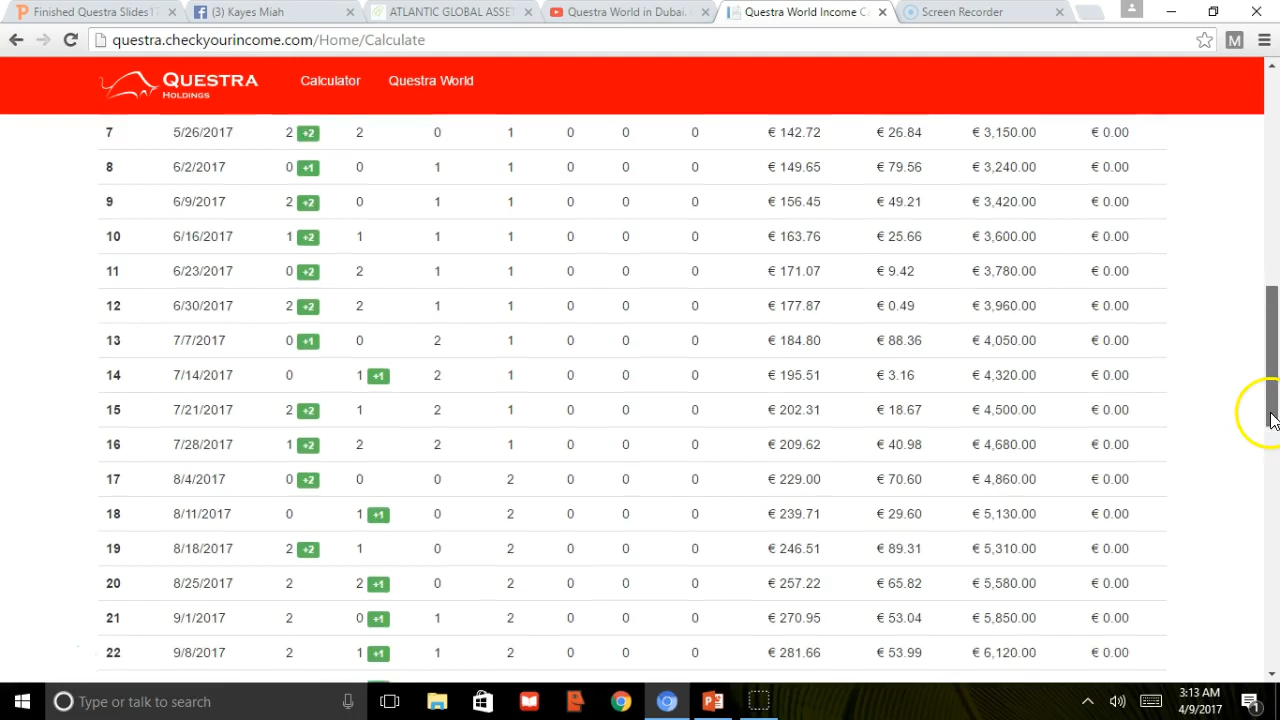 Finished Quester Slides17
(3) Kayes Miah
ATLANTIC GLOBAL ASSET
Questra World in Dubai.
Questra World Income Ca
Screen Recorder
questra.checkyourincome.com/Home/Calculate
M
QUESTRA
HOLDINGS
Calculator
Questra World
7 5/26/2017 2 +2 2 0 1 0 0 0 € 142.72 € 26.84 € 3,150.00 € 0.00
8 6/2/2017 0 +1 0 1 1 0 0 0 € 149.65 € 79.56 € 3,240.00 € 0.00
9 6/9/2017 2 +2 0 1 1 0 0 0 € 156.45 € 49.21 € 3,420.00 € 0.00
10 6/16/2017 1 +2 1 1 1 0 0 0 € 163.76 € 25.66 € 3,600.00 € 0.00
11 6/23/2017 0 +2 2 1 1 0 0 0 € 171.07 € 9.42 € 3,780.00 € 0.00
12 6/30/2017 2 +2 2 1 1 0 0 0 € 177.87 € 0.49 € 3,960.00 € 0.00
13 7/7/2017 0 +1 0 2 1 0 0 0 € 184.80 € 88.36 € 4,050.00 € 0.00
14 7/14/2017 0 1 +1 2 1 0 0 0 € 195.51 € 3.16 € 4,320.00 € 0.00
15 7/21/2017 2 +2 1 2 1 0 0 0 € 202.31 € 18.67 € 4,500.00 € 0.00
16 7/28/2017 1 +2 2 2 1 0 0 0 € 209.62 € 40.98 € 4,680.00 € 0.00
17 8/4/2017 0 +2 0 0 2 0 0 0 € 229.00 € 70.60 € 4,860.00 € 0.00
18 8/11/2017 0 1 +1 0 2 0 0 0 € 239.71 € 29.60 € 5,130.00 € 0.00
19 8/18/2017 2 +2 1 0 2 0 0 0 € 246.51 € 89.31 € 5,310.00 € 0.00
20 8/25/2017 2 2 +1 0 2 0 0 0 € 257.22 € 65.82 € 5,580.00 € 0.00
21 9/1/2017 2 0 +1 1 2 0 0 0 € 270.95 € 53.04 € 5,850.00 € 0.00
22 9/8/2017 2 1 +1 1 2 0 0 0 € 281.66 € 53.99 € 6,120.00 € 0.00
Type or talk to search
3:13 AM
4/9/2017
1